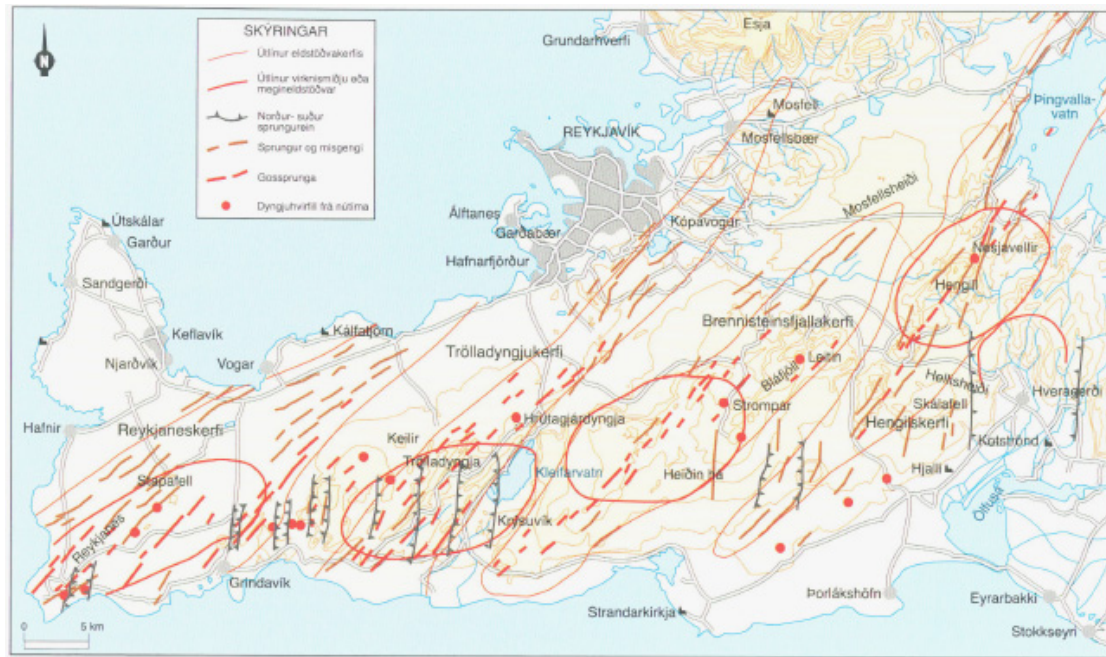 SKÝRINGAR
Útlínur eldstöðvakerfis
Útlínur virknismiðju eða
megineldstöðvar
Norður- suður
sprungurein
Sprungur og misgengi
Gossprunga
Dyngjuhvirfill frá nútíma
N
0 5 km
Esja
Grundarhverfi
Þingvalla-
vatn
Mosfell
REYKJAVÍK
Mosfellsbær
Mosfellsheiði
Álftanes
Kópavogur
Garðabær
Útskálar
Garður
Hafnarfjörður
Nesjavellir
Sandgerði
Hengill
Keflavík
Kálfatjörn
Brennisteinsfjallakerfi
Njarðvík
Vogar
Trölladyngjukerfi
Leitin
Bláfjöll
Hellisheiði
Hveragerði
Strompar
Skálafell
Hafnir
Reykjaneskerfi
Hrútagjárdyngja
Hengilskerfi
Keilir
Kotströnd
Trölladyngja
Kleifarvatn
Heiðin há
Hjalli
Stapafell
Ölfusá
Krísuvík
Reykjanes
Grindavík
Þorlákshöfn
Eyrarbakki
Strandarkirkja
Stokkseyri